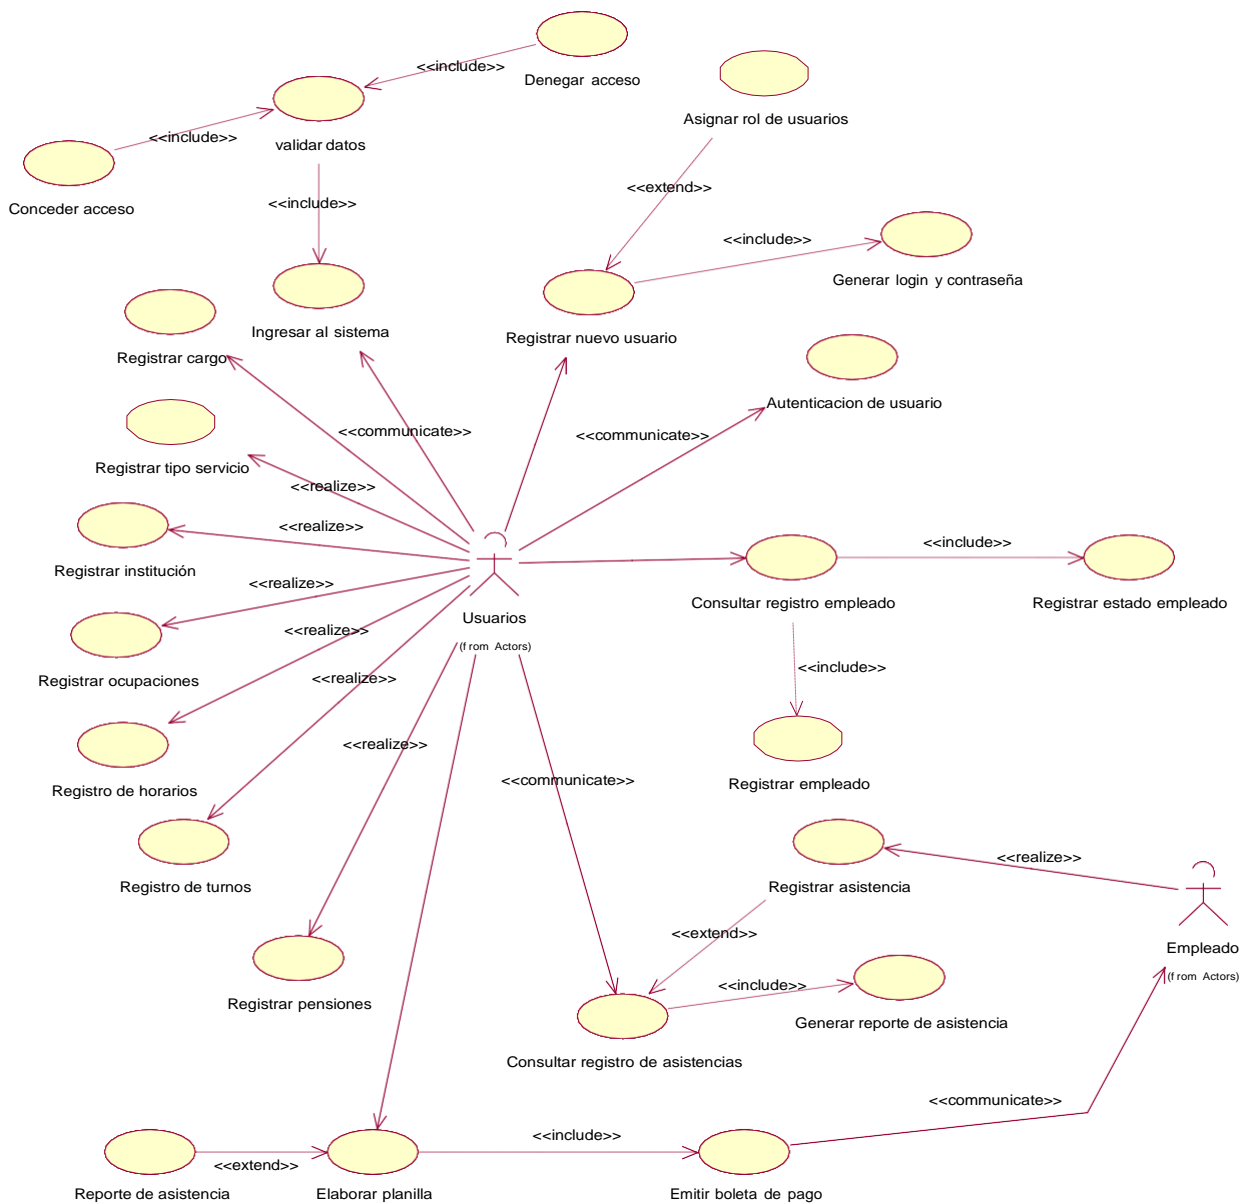 <<include>>
Denegar acceso
Asignar rol de usuarios
<<include>>
validar datos
Conceder acceso
<<include>>
<<extend>>
<<include>>
Generar login y contraseña
Ingresar al sistema
Registrar nuevo usuario
Registrar cargo
Autenticacion de usuario
<<communicate>>
<<communicate>>
Registrar tipo servicio
<<realize>>
<<realize>>
Registrar institución
<<include>>
<<realize>>
Consultar registro empleado
Registrar estado empleado
Usuarios
(f rom Actors)
<<realize>>
<<include>>
Registrar ocupaciones
<<realize>>
<<realize>>
<<communicate>>
Registrar empleado
Registro de horarios
<<realize>>
Registro de turnos
Registrar asistencia
<<extend>>
Empleado
(f rom Actors)
<<include>>
Registrar pensiones
Generar reporte de asistencia
Consultar registro de asistencias
<<communicate>>
<<include>>
<<extend>>
Reporte de asistencia
Elaborar planilla
Emitir boleta de pago